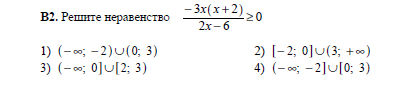 B2. Решите неравенство −3x(x+2)/(2x−6) ≥ 0
1) (−∞; −2)∪(0; 3) 2) [−2; 0]∪(3; +∞)
3) (−∞; 0]∪[2; 3) 4) (−∞; −2]∪[0; 3)